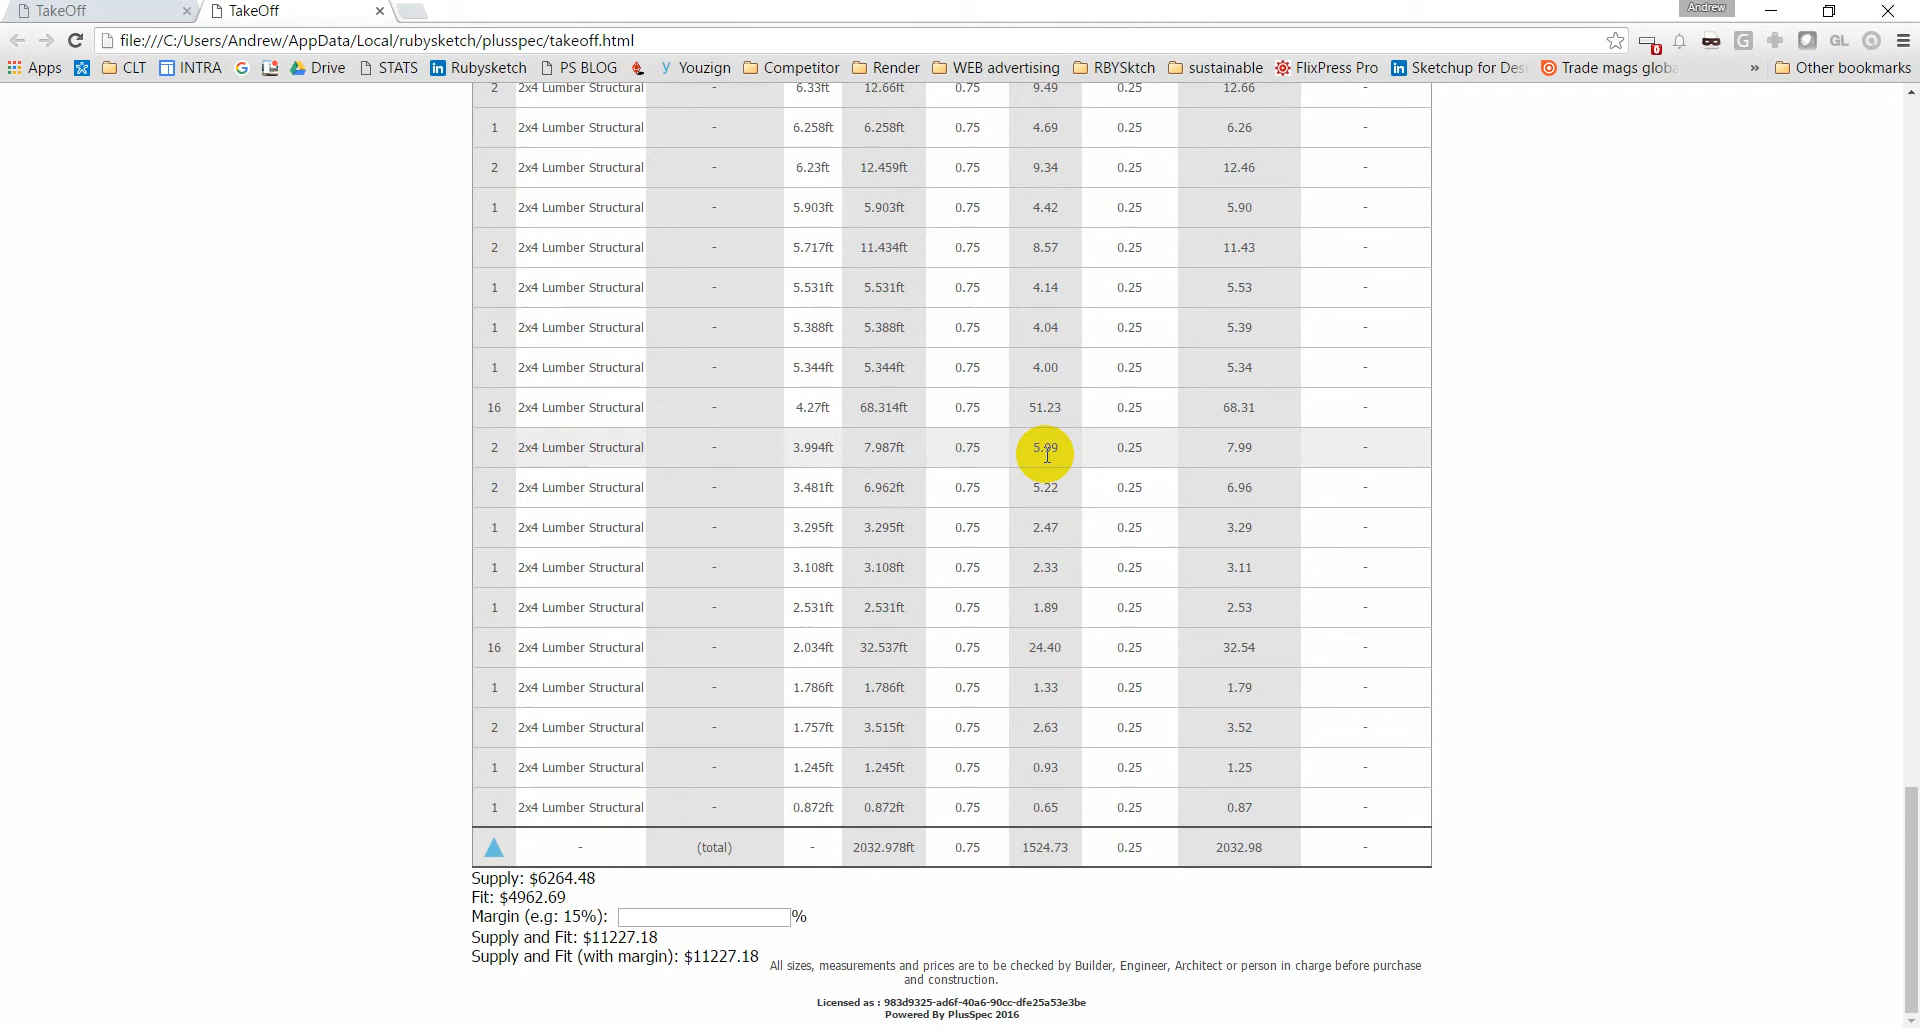 TakeOff
TakeOff
Andrew
file:///C:/Users/Andrew/AppData/Local/rubysketch/plusspec/takeoff.html
0
G
GL
Apps CLT INTRA G Drive STATS Rubysketch PS BLOG Youzign Competitor Render WEB advertising RBYSktch sustainable FlixPress Pro Sketchup for Des Trade mags globa » Other bookmarks
2 2x4 Lumber Structural - 6.33ft 12.66ft 0.75 9.49 0.25 12.66 -
1 2x4 Lumber Structural - 6.258ft 6.258ft 0.75 4.69 0.25 6.26 -
2 2x4 Lumber Structural - 6.23ft 12.459ft 0.75 9.34 0.25 12.46 -
1 2x4 Lumber Structural - 5.903ft 5.903ft 0.75 4.42 0.25 5.90 -
2 2x4 Lumber Structural - 5.717ft 11.434ft 0.75 8.57 0.25 11.43 -
1 2x4 Lumber Structural - 5.531ft 5.531ft 0.75 4.14 0.25 5.53 -
1 2x4 Lumber Structural - 5.388ft 5.388ft 0.75 4.04 0.25 5.39 -
1 2x4 Lumber Structural - 5.344ft 5.344ft 0.75 4.00 0.25 5.34 -
16 2x4 Lumber Structural - 4.27ft 68.314ft 0.75 51.23 0.25 68.31 -
2 2x4 Lumber Structural - 3.994ft 7.987ft 0.75 5.99 0.25 7.99 -
2 2x4 Lumber Structural - 3.481ft 6.962ft 0.75 5.22 0.25 6.96 -
1 2x4 Lumber Structural - 3.295ft 3.295ft 0.75 2.47 0.25 3.29 -
1 2x4 Lumber Structural - 3.108ft 3.108ft 0.75 2.33 0.25 3.11 -
1 2x4 Lumber Structural - 2.531ft 2.531ft 0.75 1.89 0.25 2.53 -
16 2x4 Lumber Structural - 2.034ft 32.537ft 0.75 24.40 0.25 32.54 -
1 2x4 Lumber Structural - 1.786ft 1.786ft 0.75 1.33 0.25 1.79 -
2 2x4 Lumber Structural - 1.757ft 3.515ft 0.75 2.63 0.25 3.52 -
1 2x4 Lumber Structural - 1.245ft 1.245ft 0.75 0.93 0.25 1.25 -
1 2x4 Lumber Structural - 0.872ft 0.872ft 0.75 0.65 0.25 0.87 -
- (total) - 2032.978ft 0.75 1524.73 0.25 2032.98 -
Supply: $6264.48
Fit: $4962.69
Margin (e.g: 15%): %
Supply and Fit: $11227.18
Supply and Fit (with margin): $11227.18
All sizes, measurements and prices are to be checked by Builder, Engineer, Architect or person in charge before purchase
and construction.
Licensed as : 983d9325-ad6f-40a6-90cc-dfe25a53e3be
Powered By PlusSpec 2016